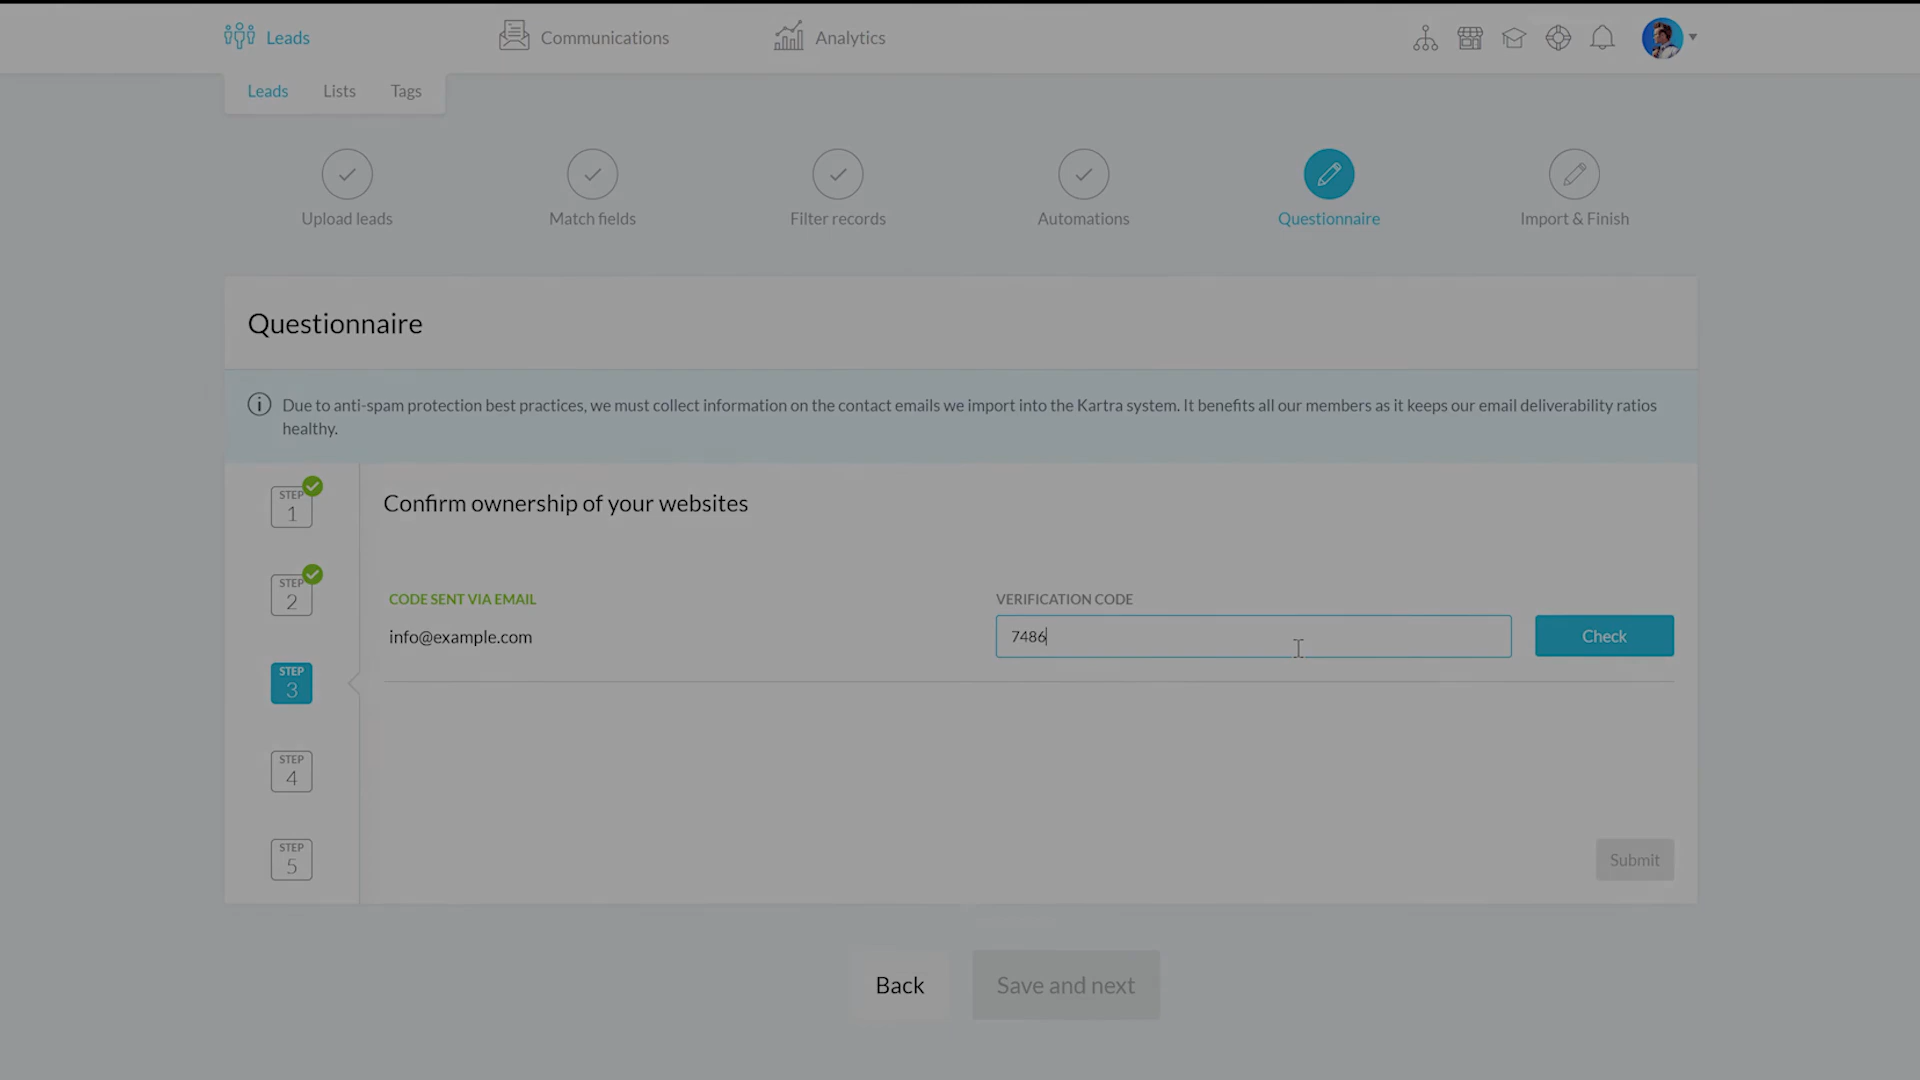 Leads
Communications
Analytics
Leads
Lists
Tags
Upload leads
Match fields
Filter records
Automations
Questionnaire
Import & Finish
Questionnaire
Due to anti-spam protection best practices, we must collect information on the contact emails we import into the Kartra system. It benefits all our members as it keeps our email deliverability ratios
healthy.
STEP
1
Confirm ownership of your websites
STEP
2
CODE SENT VIA EMAIL
VERIFICATION CODE
info@example.com
7486
Check
STEP
3
STEP
4
STEP
5
Submit
Back
Save and next